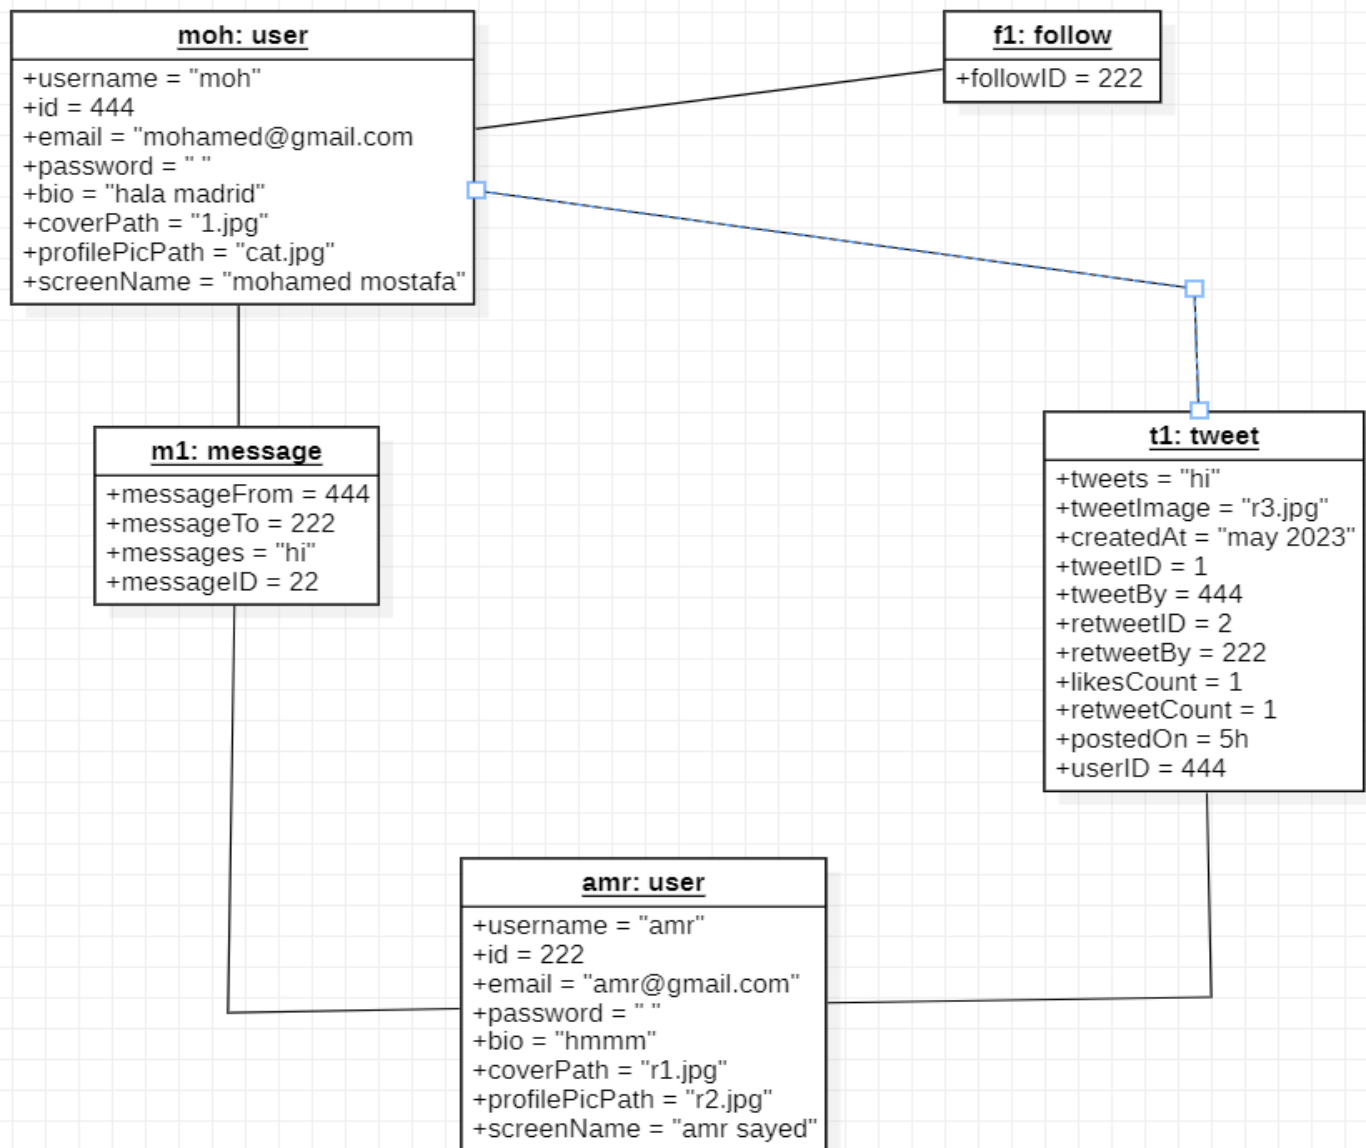 moh: user
+username = "moh"
+id = 444
+email = "mohamed@gmail.com
+password = " "
+bio = "hala madrid"
+coverPath = "1.jpg"
+profilePicPath = "cat.jpg"
+screenName = "mohamed mostafa"
f1: follow
+followID = 222
m1: message
+messageFrom = 444
+messageTo = 222
+messages = "hi"
+messageID = 22
t1: tweet
+tweets = "hi"
+tweetImage = "r3.jpg"
+createdAt = "may 2023"
+tweetID = 1
+tweetBy = 444
+retweetID = 2
+retweetBy = 222
+likesCount = 1
+retweetCount = 1
+postedOn = 5h
+userID = 444
amr: user
+username = "amr"
+id = 222
+email = "amr@gmail.com"
+password = " "
+bio = "hmmm"
+coverPath = "r1.jpg"
+profilePicPath = "r2.jpg"
+screenName = "amr sayed"